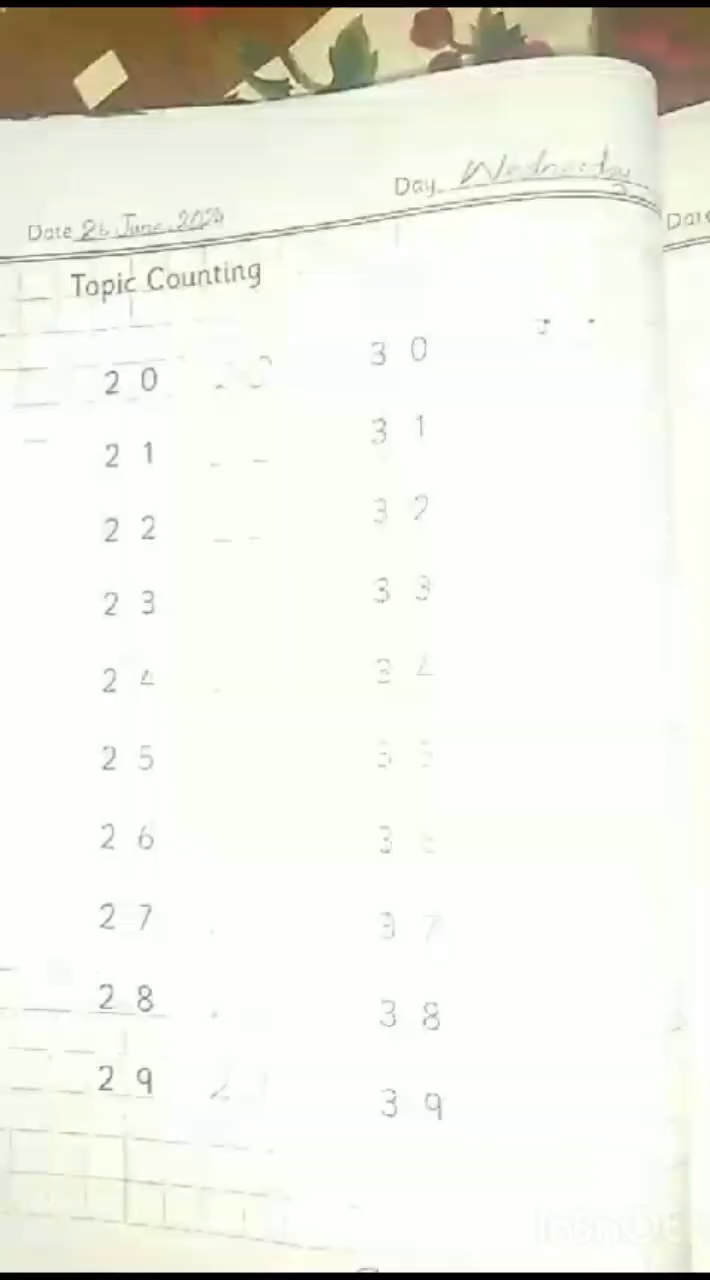 Day Wednesday
Date 26 June 2024
Date
Topic Counting
20 30
21 31
22 32
23 33
24 34
25 35
26 36
27 37
28 38
29 39